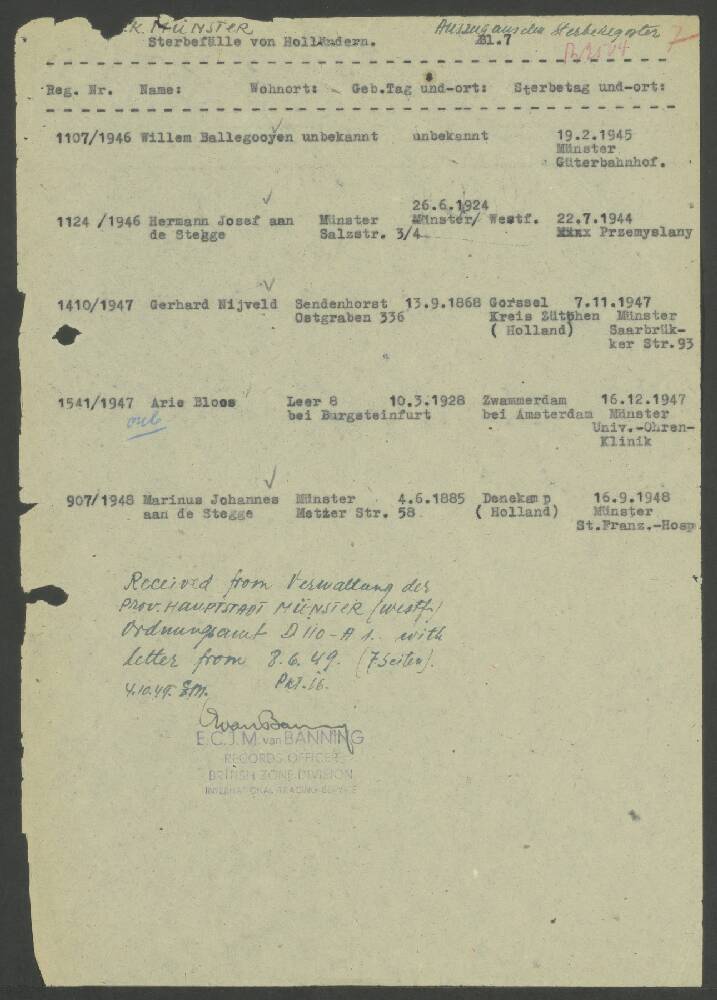 .K. MÜNSTER Auszug aus dem Sterberegister 7
Sterbefälle von Holländern. Bl.7
Reg. Nr. Name: Wohnort: Geb.Tag und-ort: Sterbetag und-ort:
1107/1946 Willem Ballegooyen unbekannt unbekannt 19.2.1945
Münster
Güterbahnhof.
26.6.1924
1124 /1946 Hermann Josef aan Münster Münster/ Westf. 22.7.1944
de Stegge Salzstr. 3/4 Przemyslany
1410/1947 Gerhard Nijveld Sendenhorst 13.9.1868 Gorssel 7.11.1947
Ostgraben 336 Kreis Zütphen Münster
( Holland) Saarbrük-
ker Str. 93
1541/1947 Arie Bloos Leer 8 10.3.1928 Zwammerdam 16.12.1947
bei Burgsteinfurt bei Amsterdam Münster
Univ.-Ohren-
Klinik
907/1948 Marinus Johannes Münster 4.6.1885 Denekamp 16.9.1948
aan de Stegge Metzer Str. 58 ( Holland) Münster
St.Franz.-Hosp
Received from Verwaltung der
PROV. HAUPTSTADT MÜNSTER (Westf.)
Ordnungsamt D 110-A 1. with
letter from 8.6.49. (7 Seiten).
4.10.49. Pkt. 16.
E.C.J.M. van BANNING
RECORDS OFFICER
BRITISH ZONE DIVISION
INTERNATIONAL TRACING SERVICE